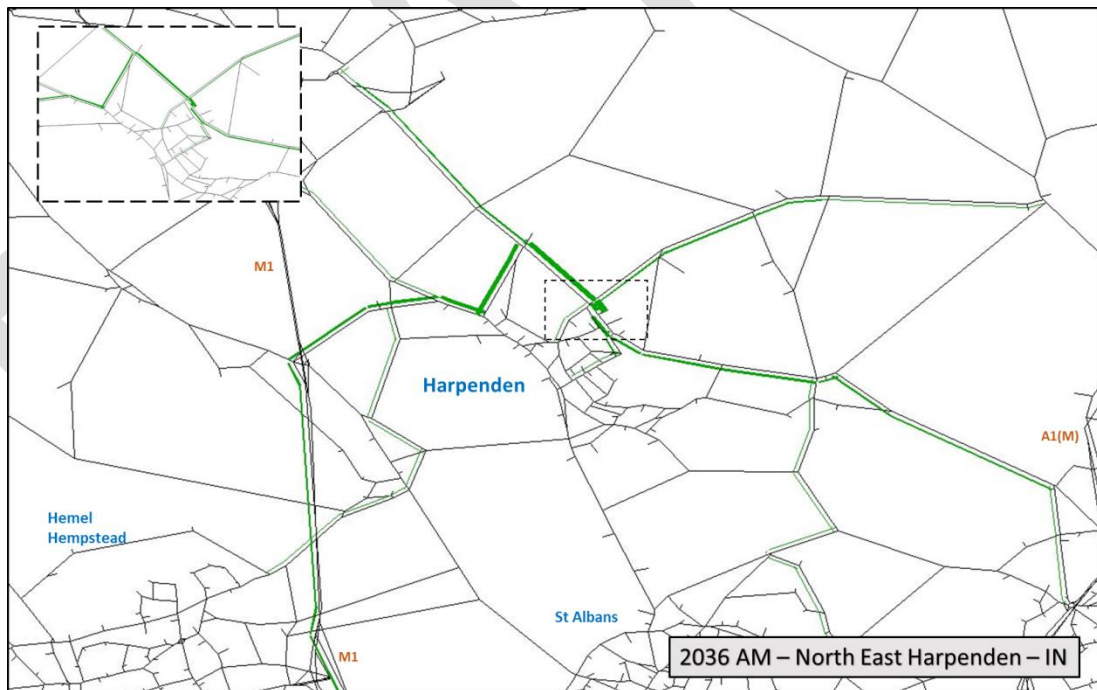 M1
Harpenden
A1(M)
Hemel
Hempstead
St Albans
M1
2036 AM – North East Harpenden – IN